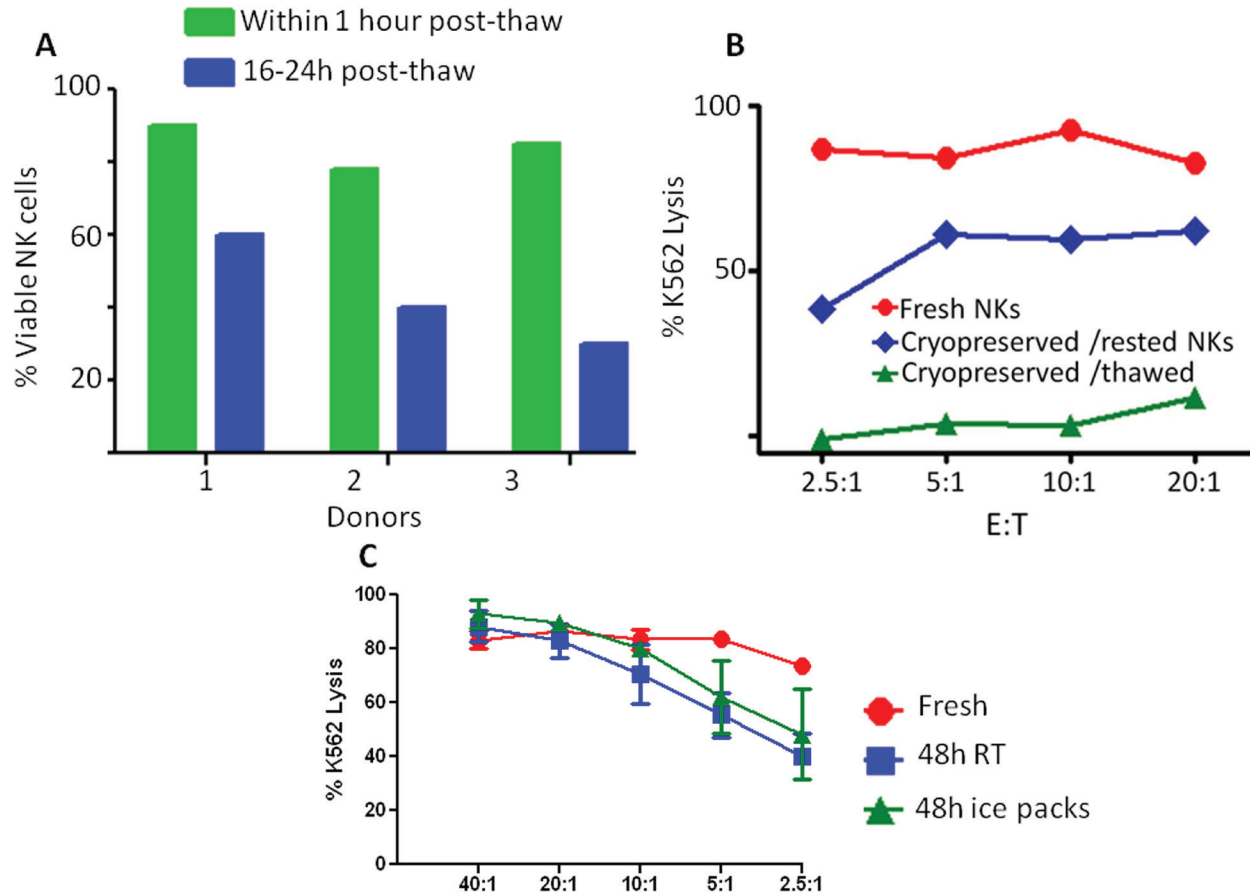 A
Within 1 hour post-thaw
16-24h post-thaw
% Viable NK cells
100
60
20
1 2 3
Donors
B
% K562 Lysis
100
50
Fresh NKs
Cryopreserved /rested NKs
Cryopreserved /thawed
2.5:1 5:1 10:1 20:1
E:T
C
% K562 Lysis
100
80
60
40
20
0
40:1 20:1 10:1 5:1 2.5:1
Fresh
48h RT
48h ice packs